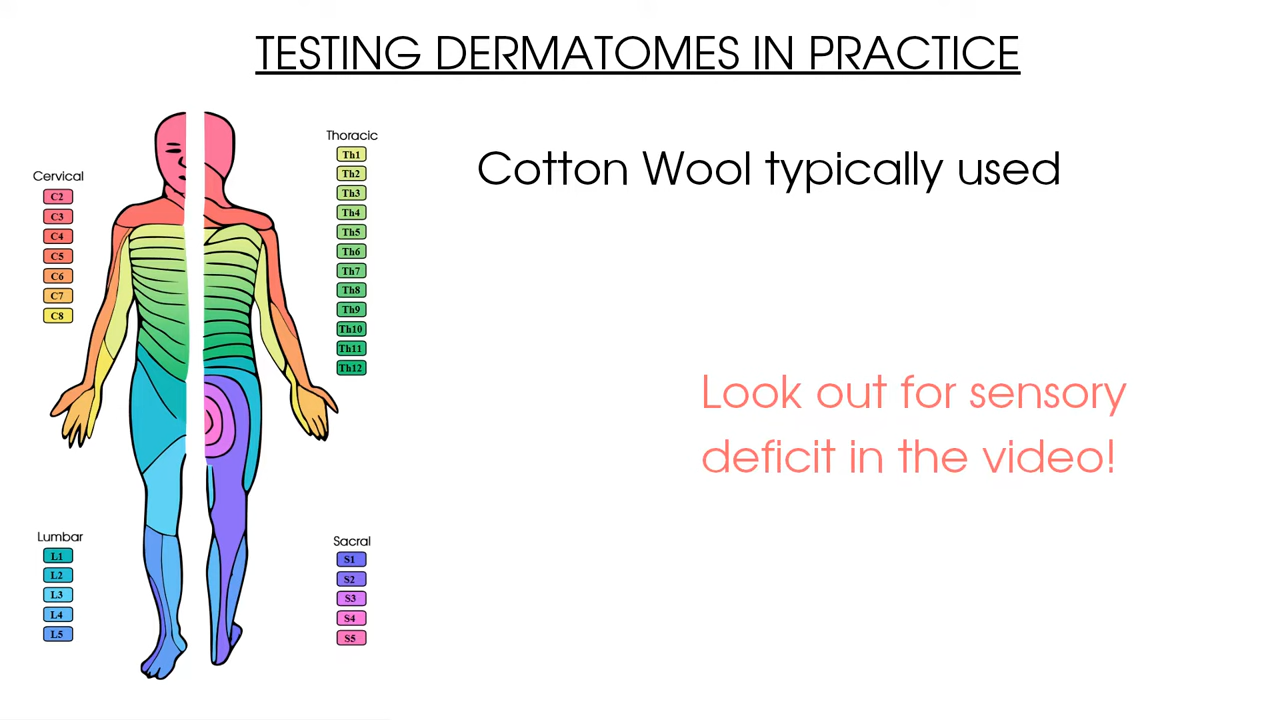 TESTING DERMATOMES IN PRACTICE
Cotton Wool typically used
Look out for sensory
deficit in the video!
Cervical
C2
C3
C4
C5
C6
C7
C8
Thoracic
Th1
Th2
Th3
Th4
Th5
Th6
Th7
Th8
Th9
Th10
Th11
Th12
Lumbar
L1
L2
L3
L4
L5
Sacral
S1
S2
S3
S4
S5